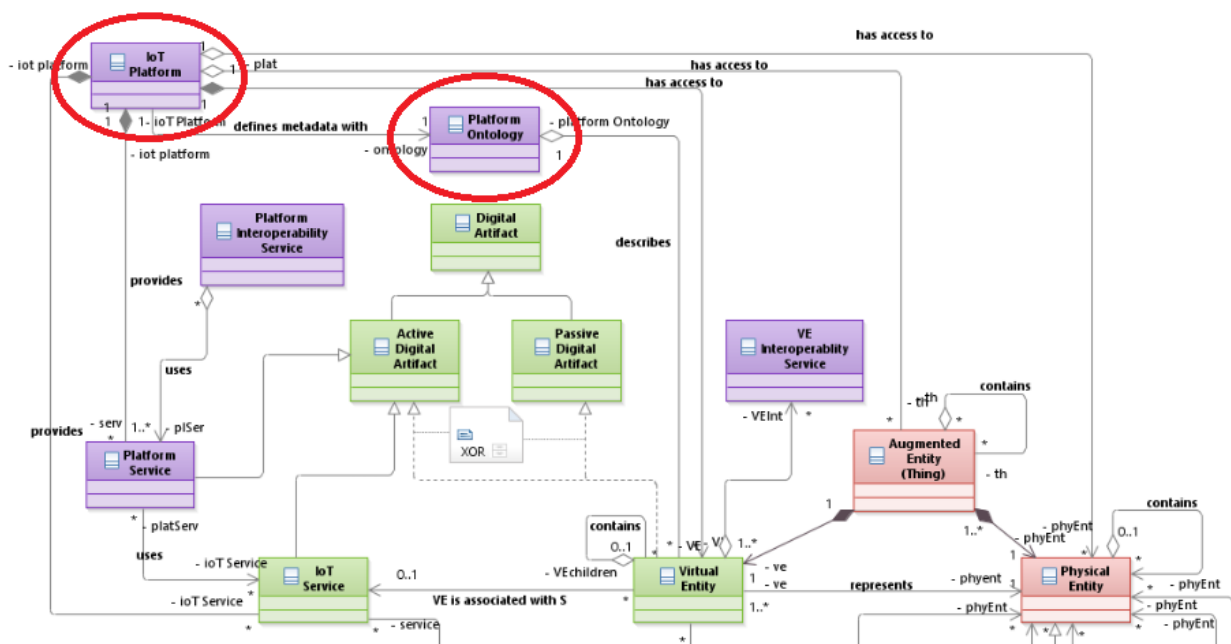 has access to
1
IoT
Platform
- iot platform
1
- plat
has access to
has access to
1
1
1
1
- ioT Platform
defines metadata with
1
- ontology
Platform
Ontology
- platform Ontology
1
- iot platform
Platform
Interoperability
Service
Digital
Artifact
describes
provides
*
Active
Digital
Artifact
Passive
Digital
Artifact
VE
Interoperablity
Service
uses
contains
- th
- th
*
*
- VEInt
*
provides
- serv
*
1..*
- plSer
XOR
Augmented
Entity
(Thing)
- th
Platform
Service
1
1..*
contains
0..1
- phyEnt
- phyEnt
*
- platServ
contains
0..1
*
*
- VE
- V
1..*
uses
- ioT Service
*
IoT
Service
0..1
- VEchildren
Virtual
Entity
- ve
1
- ve
represents
- phyent
1
1
Physical
Entity
*
*
- phyEnt
- ioT Service
*
VE is associated with S
*
1..*
- phyEnt
- phyEnt
- phyEnt
*
*
- service
*
*
*
*
*